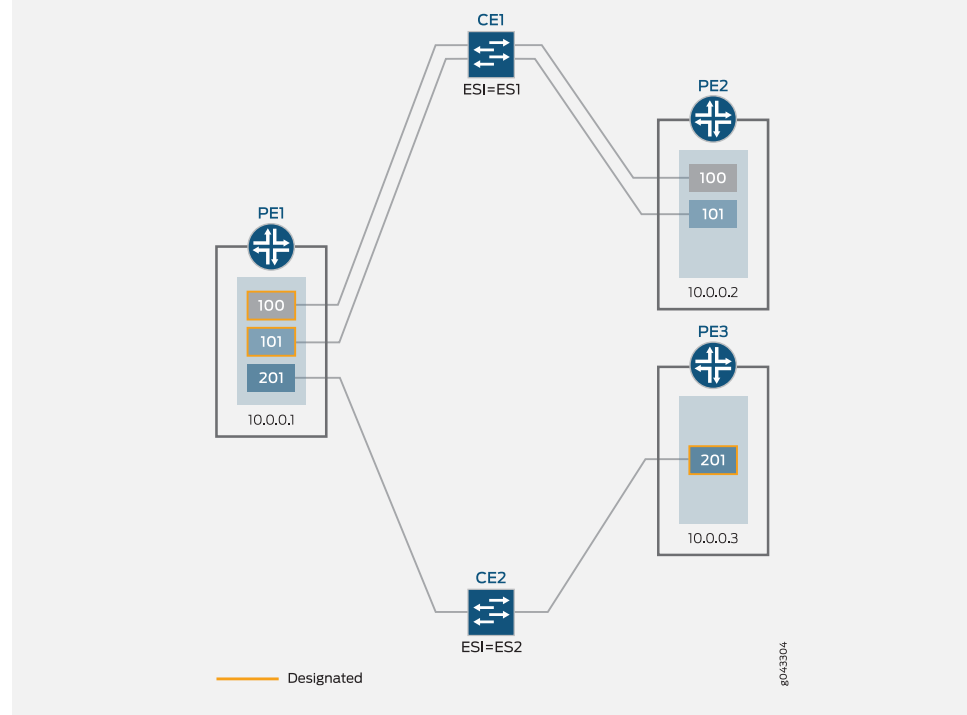 CE1
ESI=ES1
PE2
100
101
10.0.0.2
PE1
100
101
201
10.0.0.1
PE3
201
10.0.0.3
CE2
ESI=ES2
Designated
g043304